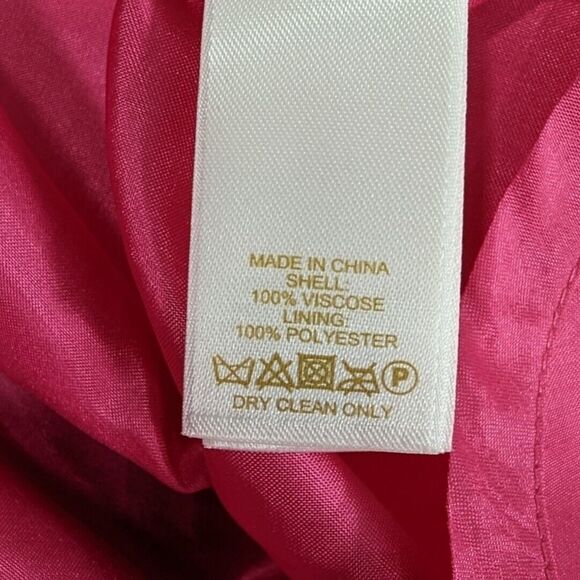 MADE IN CHINA
SHELL:
100% VISCOSE
LINING:
100% POLYESTER
P
DRY CLEAN ONLY